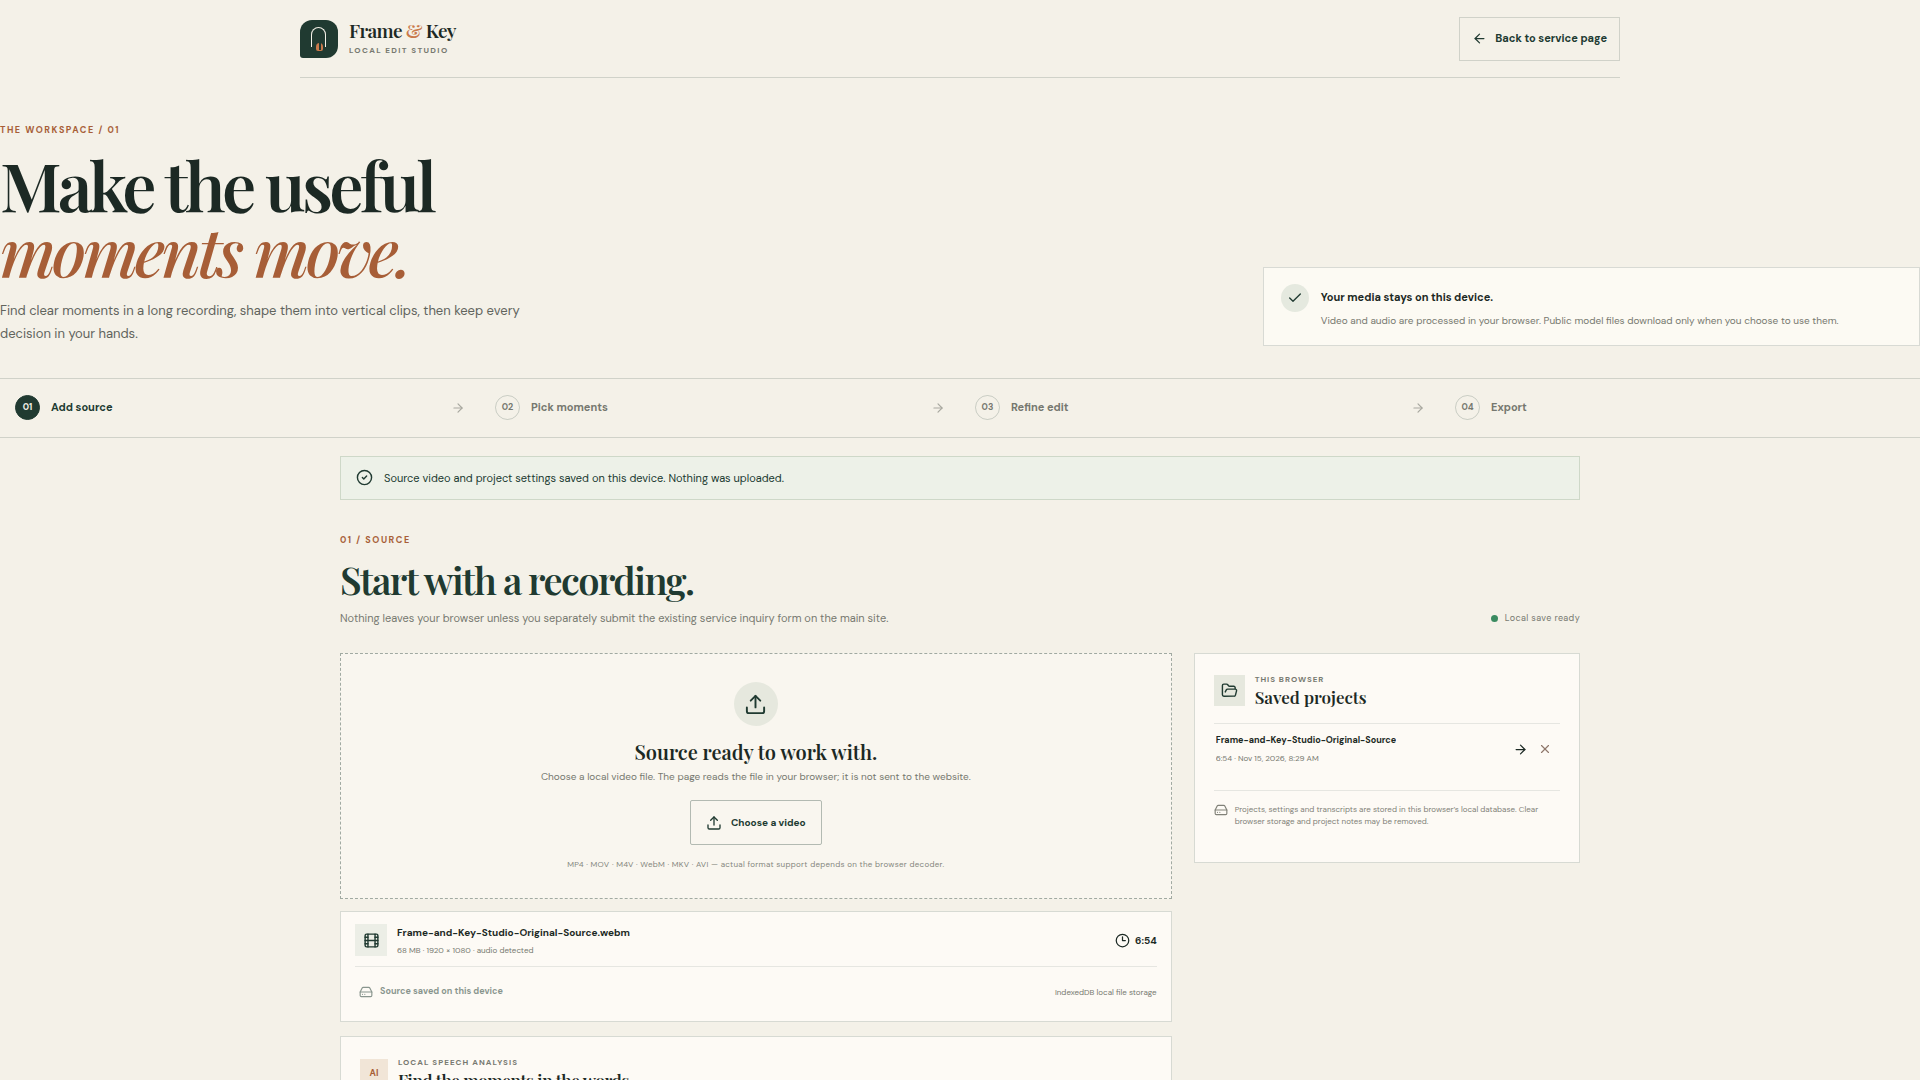 Frame & Key
LOCAL EDIT STUDIO
Back to service page
THE WORKSPACE / 01
Make the useful
moments move.
Find clear moments in a long recording, shape them into vertical clips, then keep every
decision in your hands.
Your media stays on this device.
Video and audio are processed in your browser. Public model files download only when you choose to use them.
01 Add source
02 Pick moments
03 Refine edit
04 Export
Source video and project settings saved on this device. Nothing was uploaded.
01 / SOURCE
Start with a recording.
Nothing leaves your browser unless you separately submit the existing service inquiry form on the main site.
Local save ready
Source ready to work with.
Choose a local video file. The page reads the file in your browser; it is not sent to the website.
Choose a video
MP4 · MOV · M4V · WebM · MKV · AVI — actual format support depends on the browser decoder.
THIS BROWSER
Saved projects
Frame-and-Key-Studio-Original-Source
6:54 · Nov 15, 2026, 8:29 AM
Projects, settings and transcripts are stored in this browser's local database. Clear
browser storage and project notes may be removed.
Frame-and-Key-Studio-Original-Source.webm
68 MB · 1920 × 1080 · audio detected
6:54
Source saved on this device
IndexedDB local file storage
AI
LOCAL SPEECH ANALYSIS
Find the moments in the words